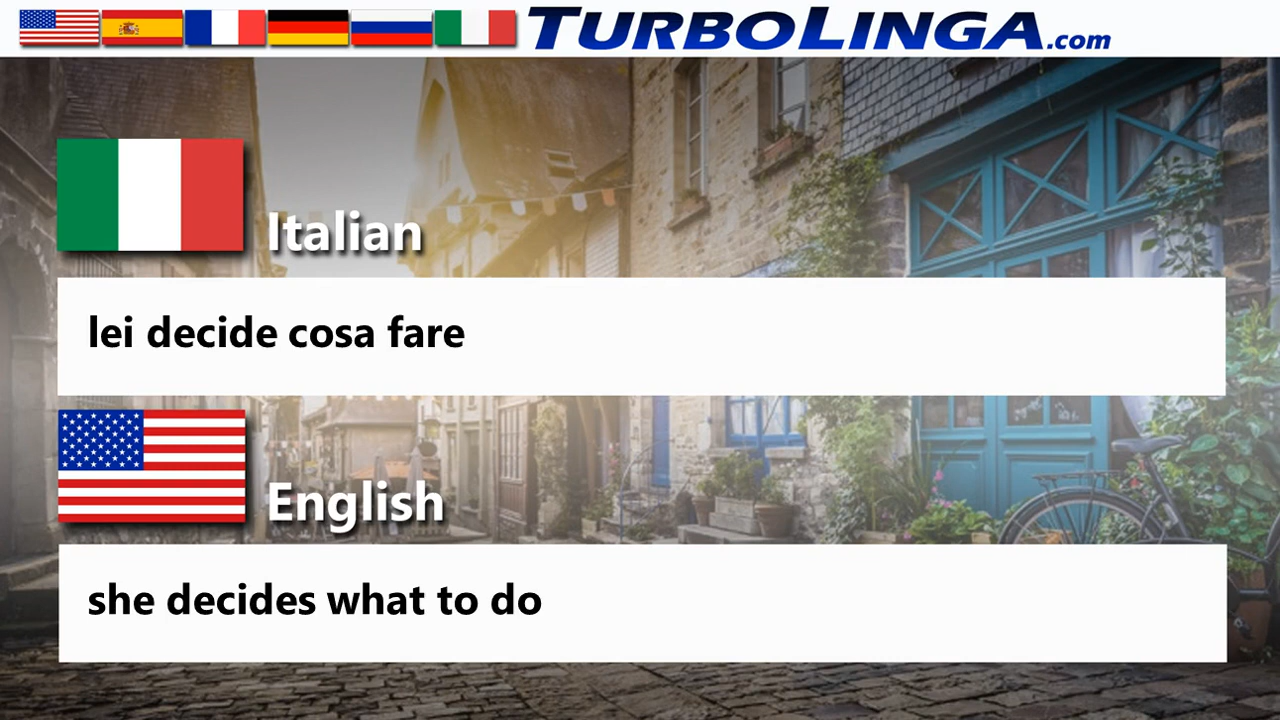 TURBOLINGA.com
Italian
lei decide cosa fare
English
she decides what to do